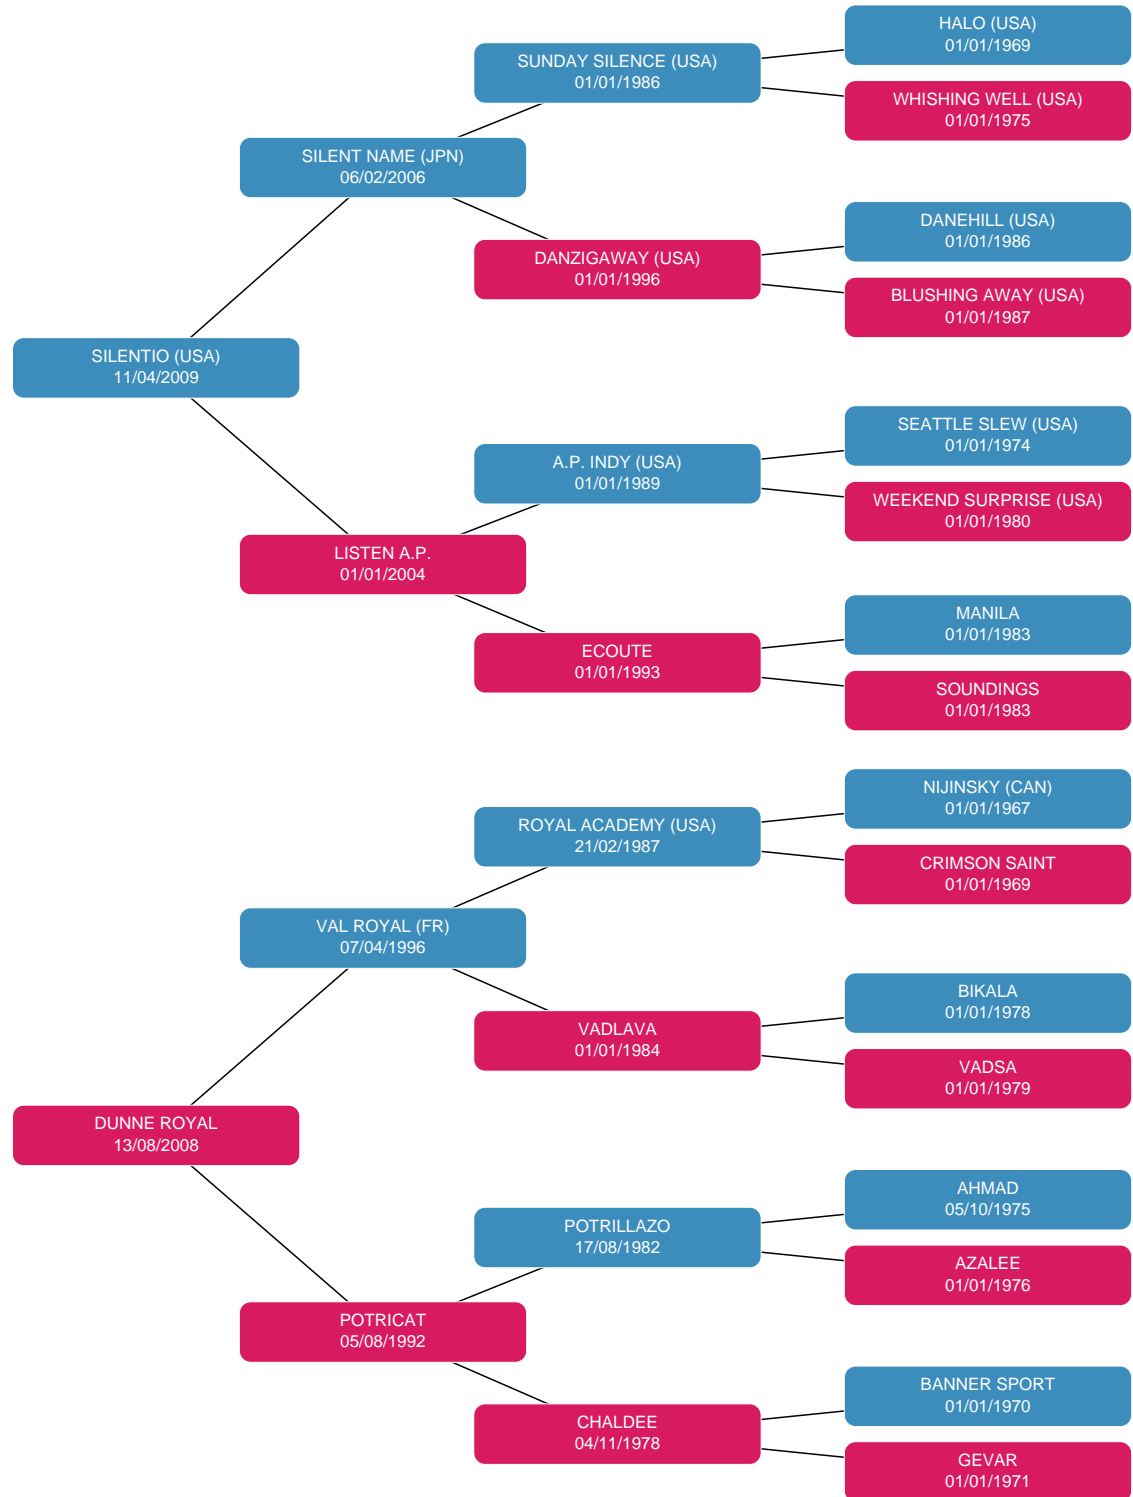 HALO (USA)
01/01/1969
SUNDAY SILENCE (USA)
01/01/1986
WHISHING WELL (USA)
01/01/1975
SILENT NAME (JPN)
06/02/2006
DANEHILL (USA)
01/01/1986
DANZIGAWAY (USA)
01/01/1996
BLUSHING AWAY (USA)
01/01/1987
SILENTIO (USA)
11/04/2009
SEATTLE SLEW (USA)
01/01/1974
A.P. INDY (USA)
01/01/1989
WEEKEND SURPRISE (USA)
01/01/1980
LISTEN A.P.
01/01/2004
MANILA
01/01/1983
ECOUTE
01/01/1993
SOUNDINGS
01/01/1983
NIJINSKY (CAN)
01/01/1967
ROYAL ACADEMY (USA)
21/02/1987
CRIMSON SAINT
01/01/1969
VAL ROYAL (FR)
07/04/1996
BIKALA
01/01/1978
VADLAVA
01/01/1984
VADSA
01/01/1979
DUNNE ROYAL
13/08/2008
AHMAD
05/10/1975
POTRILLAZO
17/08/1982
AZALEE
01/01/1976
POTRICAT
05/08/1992
BANNER SPORT
01/01/1970
CHALDEE
04/11/1978
GEVAR
01/01/1971